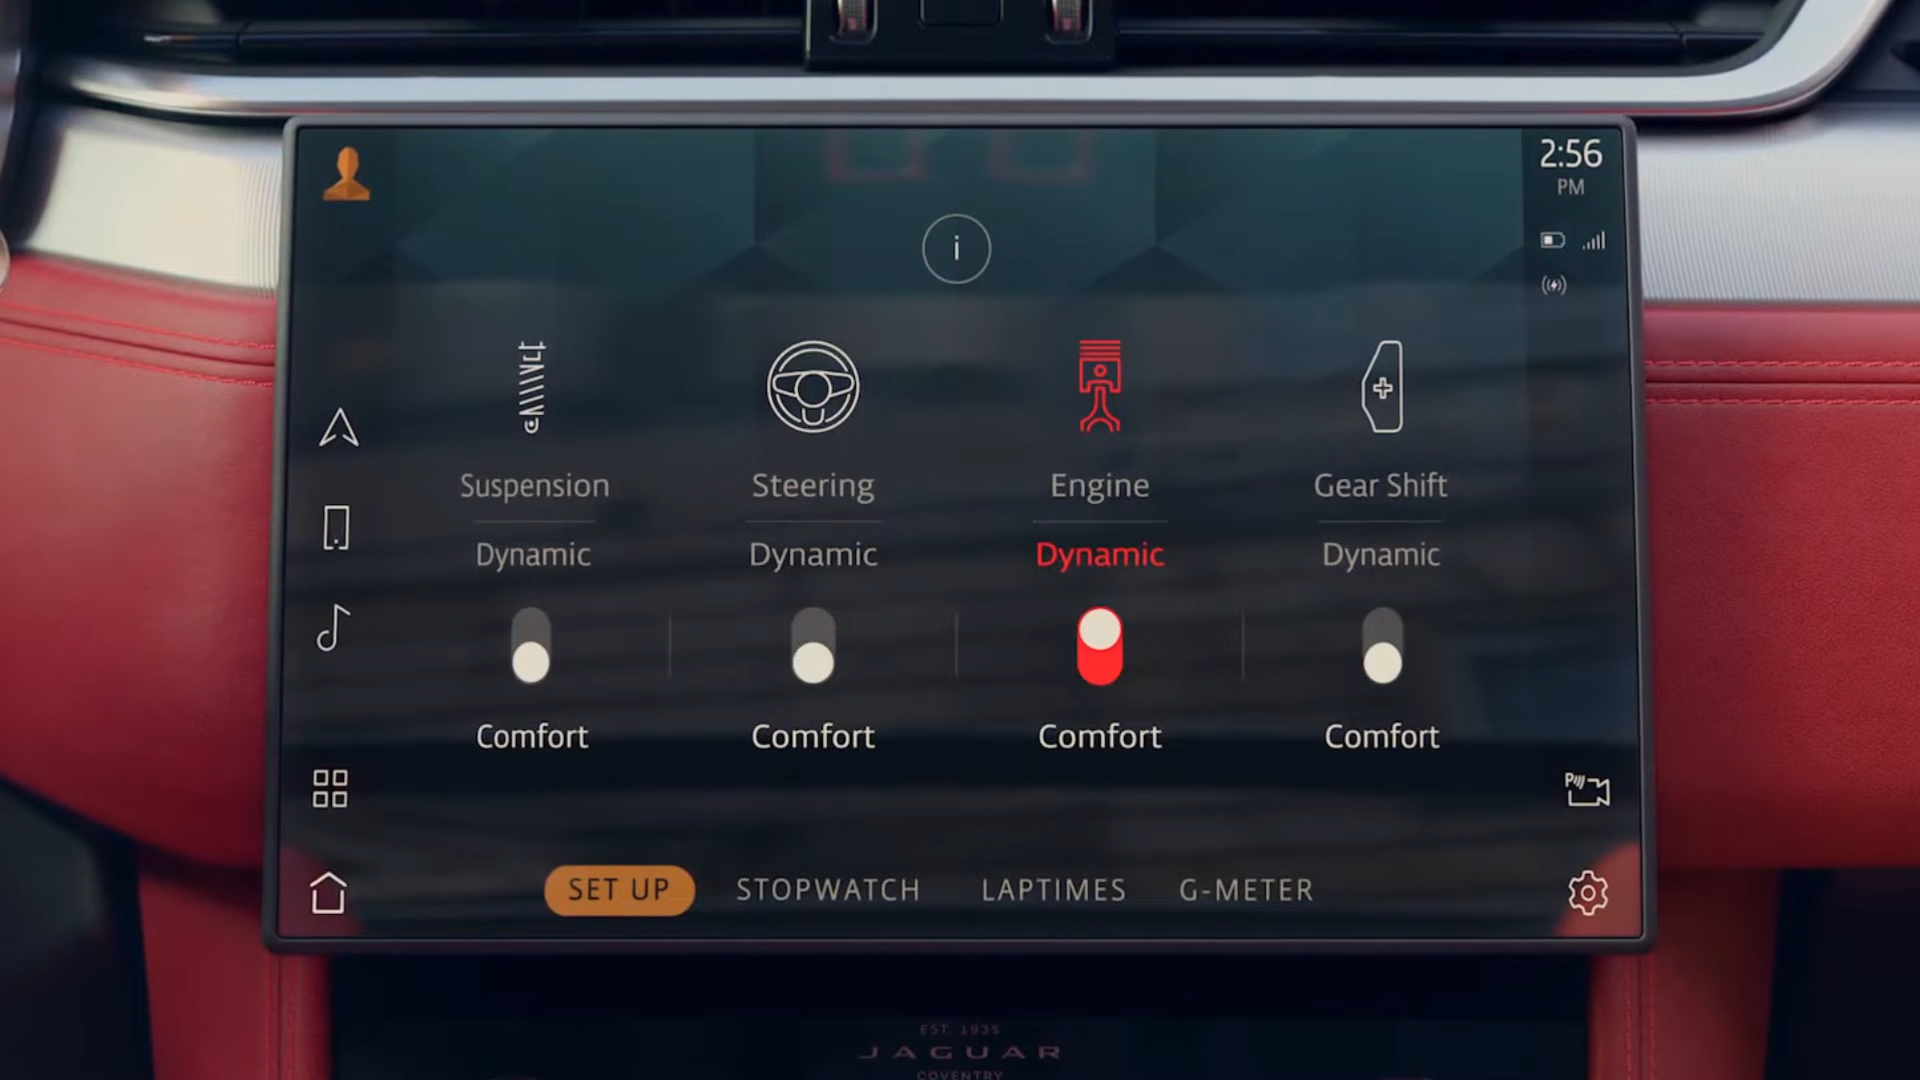 2:56
PM
i
Suspension
Steering
Engine
Gear Shift
Dynamic
Dynamic
Dynamic
Dynamic
Comfort
Comfort
Comfort
Comfort
P
SET UP
STOPWATCH
LAPTIMES
G-METER
EST. 1935
JAGUAR
COVENTRY